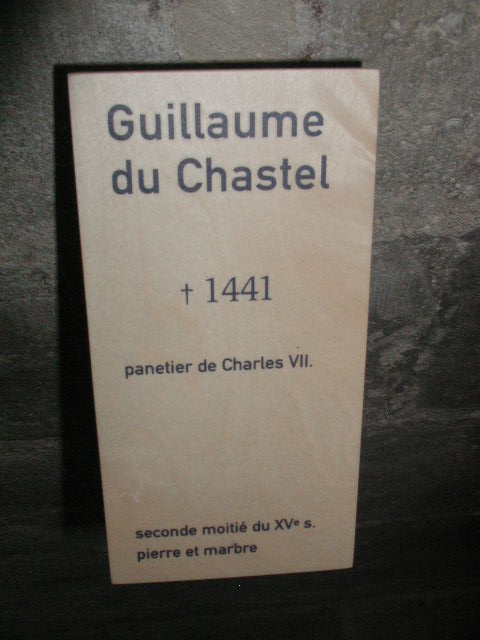 Guillaume
du Chastel
† 1441
panetier de Charles VII.
seconde moitié du XVᵉ s.
pierre et marbre